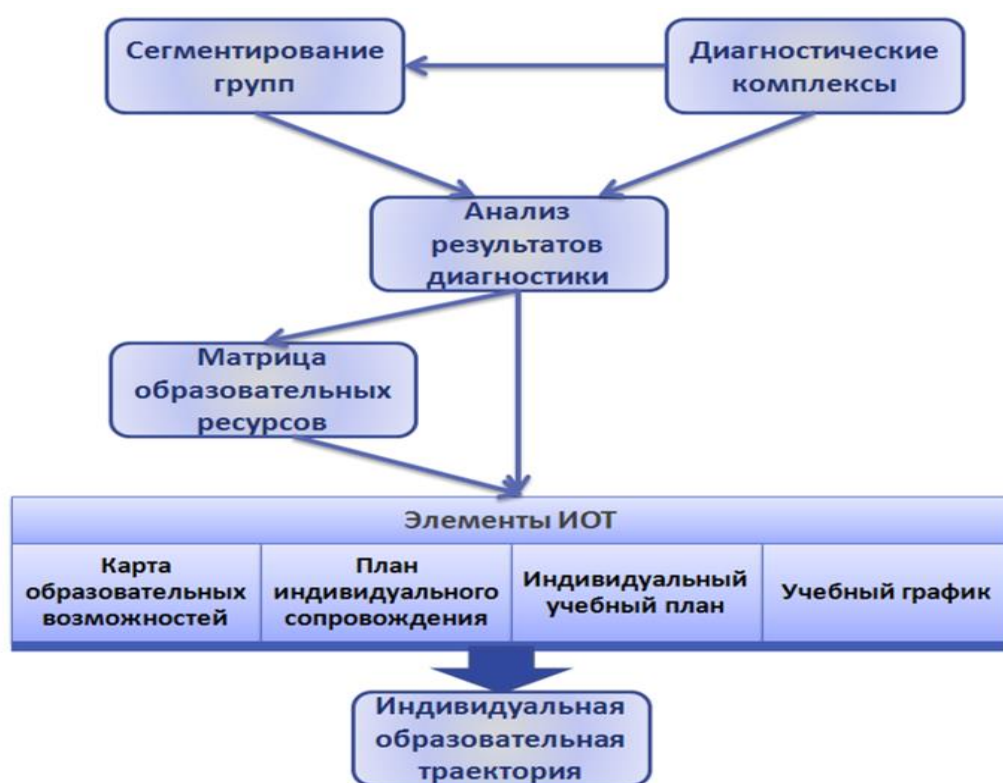 Сегментирование
групп
Диагностические
комплексы
Анализ
результатов
диагностики
Матрица
образовательных
ресурсов
Элементы ИОТ
Карта
образовательных
возможностей
План
индивидуального
сопровождения
Индивидуальный
учебный план
Учебный график
Индивидуальная
образовательная
траектория